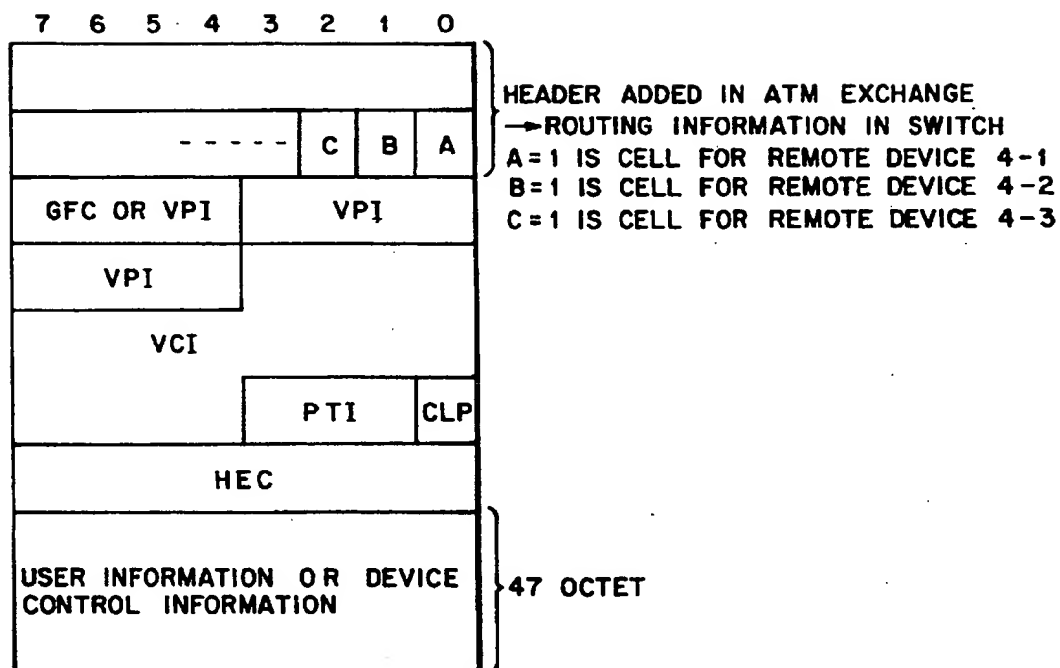 7 6 5 4 3 2 1 0
HEADER ADDED IN ATM EXCHANGE
→ROUTING INFORMATION IN SWITCH
----- C B A
A=1 IS CELL FOR REMOTE DEVICE 4-1
B=1 IS CELL FOR REMOTE DEVICE 4-2
C=1 IS CELL FOR REMOTE DEVICE 4-3
GFC OR VPI VPI
VPI
VCI
PTI CLP
HEC
USER INFORMATION OR DEVICE
CONTROL INFORMATION
47 OCTET